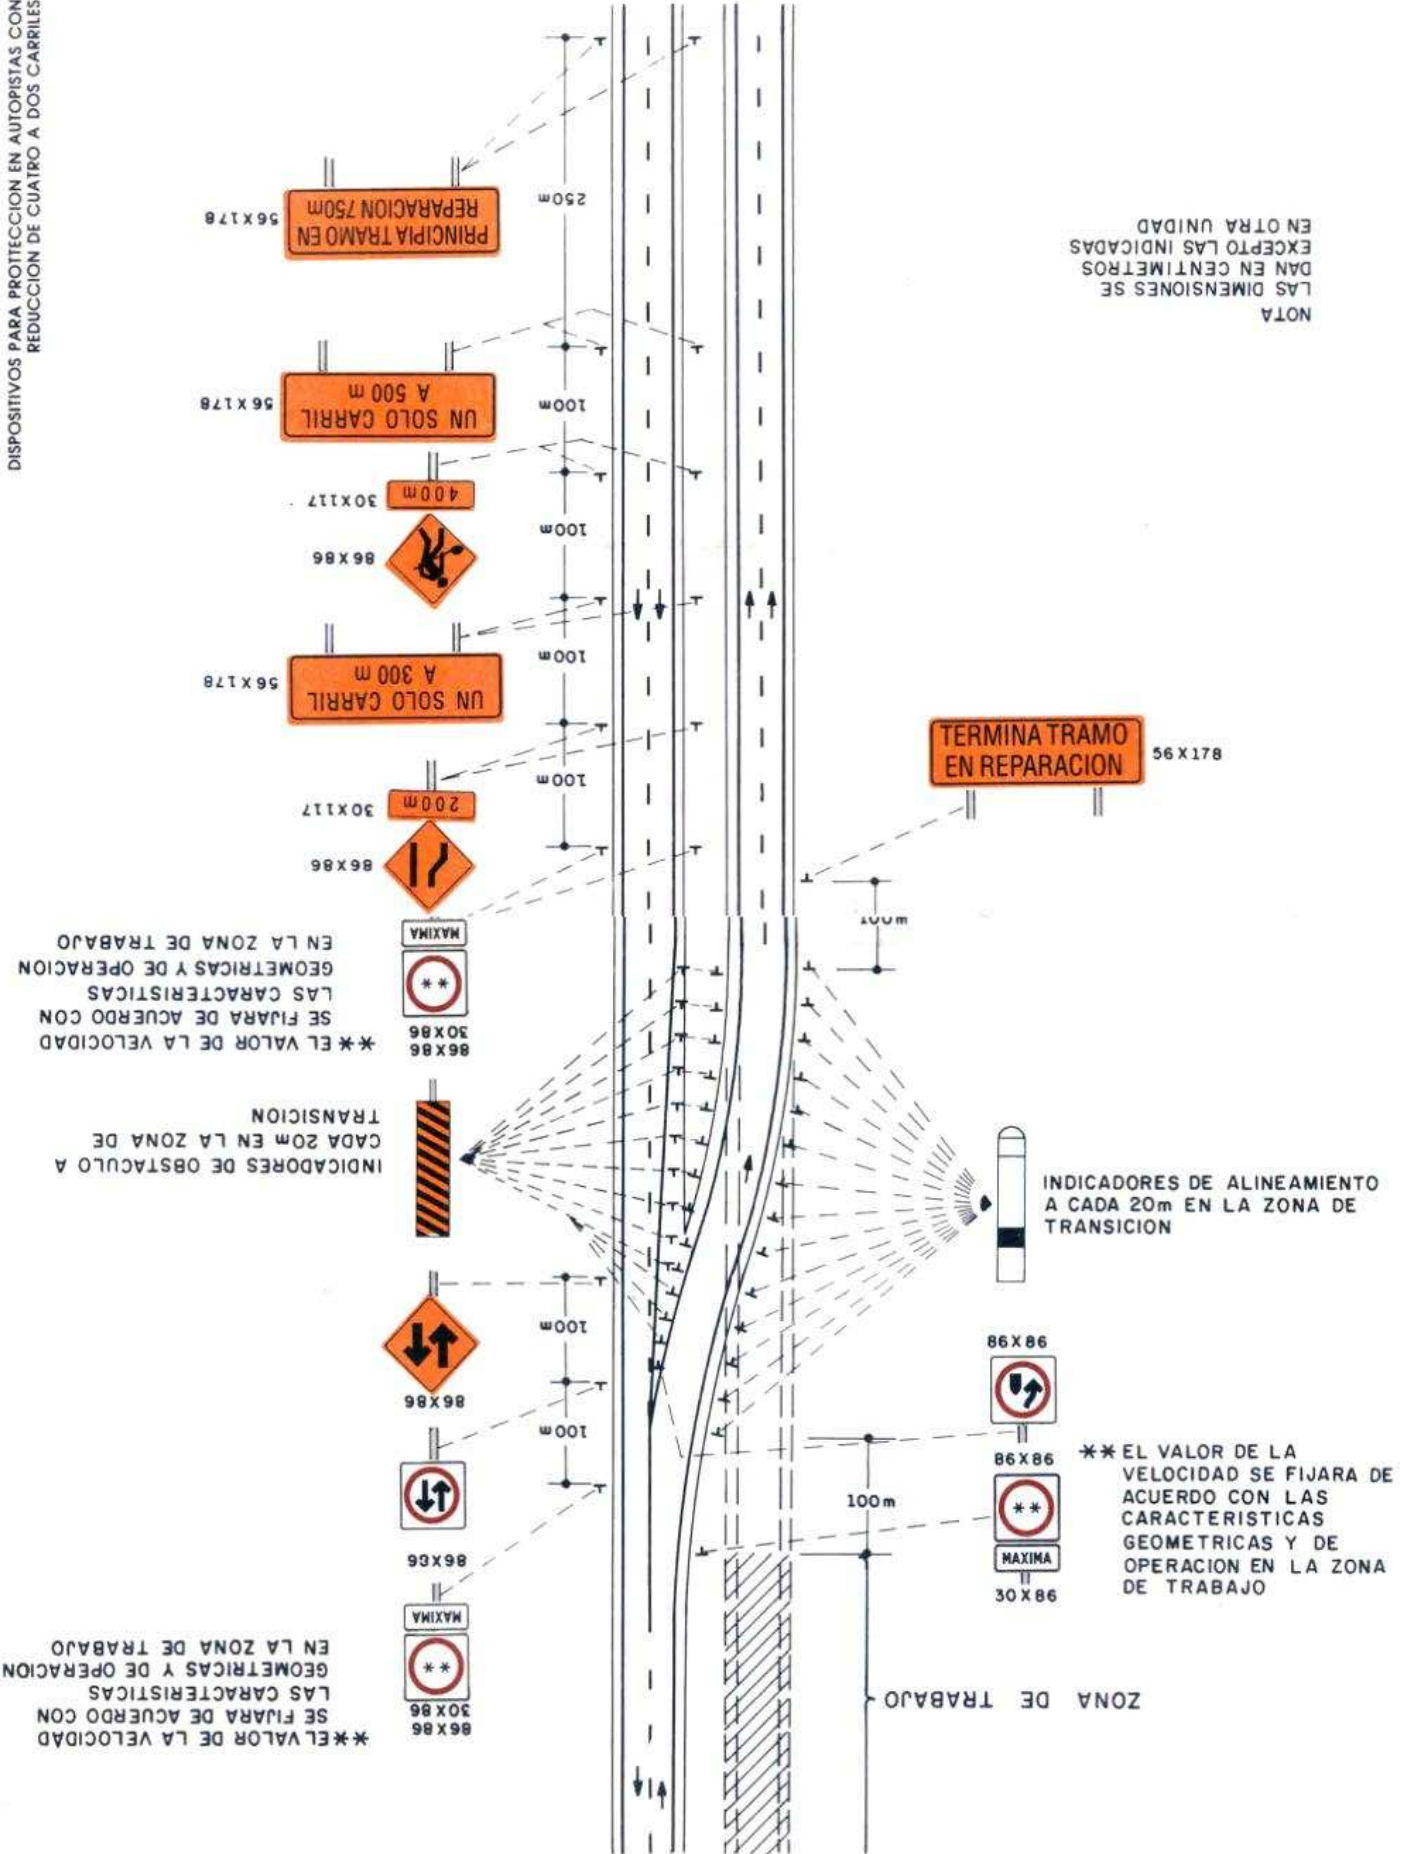 DISPOSITIVOS PARA PROTTECCION EN AUTOPISTAS CON
REDUCCION DE CUATRO A DOS CARRILES
250m
PRINCIPIA TRAMO EN
REPARACION 750m
56X178
NOTA
LAS DIMENSIONES SE
DAN EN CENTIMETROS
EXCEPTO LAS INDICADAS
EN OTRA UNIDAD
UN SOLO CARRIL
A 500 m
56X178
100m
400m
30X117
86X86
100m
UN SOLO CARRIL
A 300 m
56X178
100m
TERMINA TRAMO
EN REPARACION
56X178
200m
30X117
86X86
100m
100m
MAXIMA
**
86X86
30X86
** EL VALOR DE LA VELOCIDAD
SE FIJARA DE ACUERDO CON
LAS CARACTERISTICAS
GEOMETRICAS Y DE OPERACION
EN LA ZONA DE TRABAJO
INDICADORES DE OBSTACULO A
CADA 20m EN LA ZONA DE
TRANSICION
INDICADORES DE ALINEAMIENTO
A CADA 20m EN LA ZONA DE
TRANSICION
100m
86X86
86X86
100m
86X86
86X86
**
MAXIMA
30X86
** EL VALOR DE LA
VELOCIDAD SE FIJARA DE
ACUERDO CON LAS
CARACTERISTICAS
GEOMETRICAS Y DE
OPERACION EN LA ZONA
DE TRABAJO
100m
MAXIMA
**
86X86
30X86
**EL VALOR DE LA VELOCIDAD
SE FIJARA DE ACUERDO CON
LAS CARACTERISTICAS
GEOMETRICAS Y DE OPERACION
EN LA ZONA DE TRABAJO
ZONA DE TRABAJO